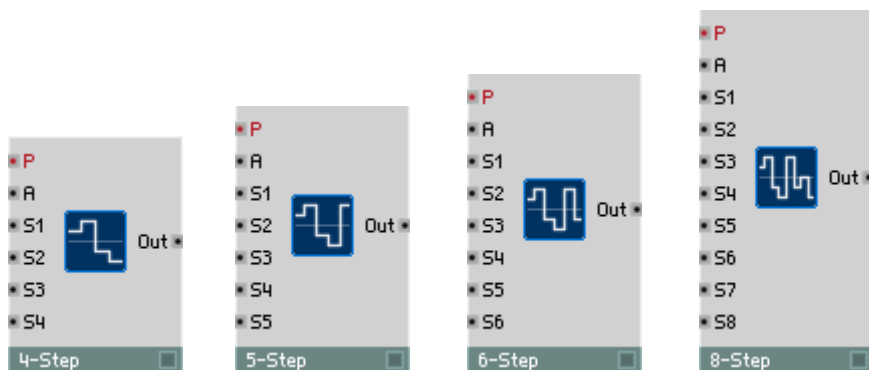 P
A
S1
S2
S3
S4
Out
4-Step
P
A
S1
S2
S3
S4
S5
Out
5-Step
P
A
S1
S2
S3
S4
S5
S6
Out
6-Step
P
A
S1
S2
S3
S4
S5
S6
S7
S8
Out
8-Step